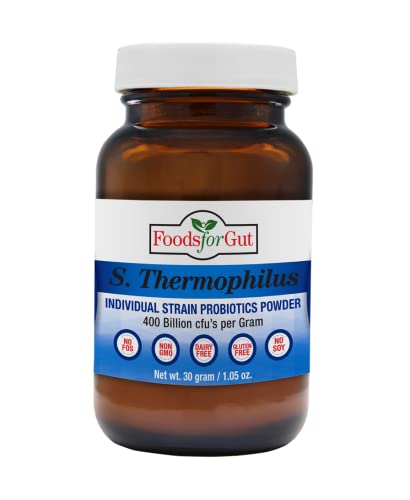 FoodsforGut
S. Thermophilus
INDIVIDUAL STRAIN PROBIOTICS POWDER
400 Billion cfu's per Gram
NO
FOS
NON
GMO
DAIRY
FREE
GLUTEN
FREE
NO
SOY
Net wt. 30 gram / 1.05 oz.